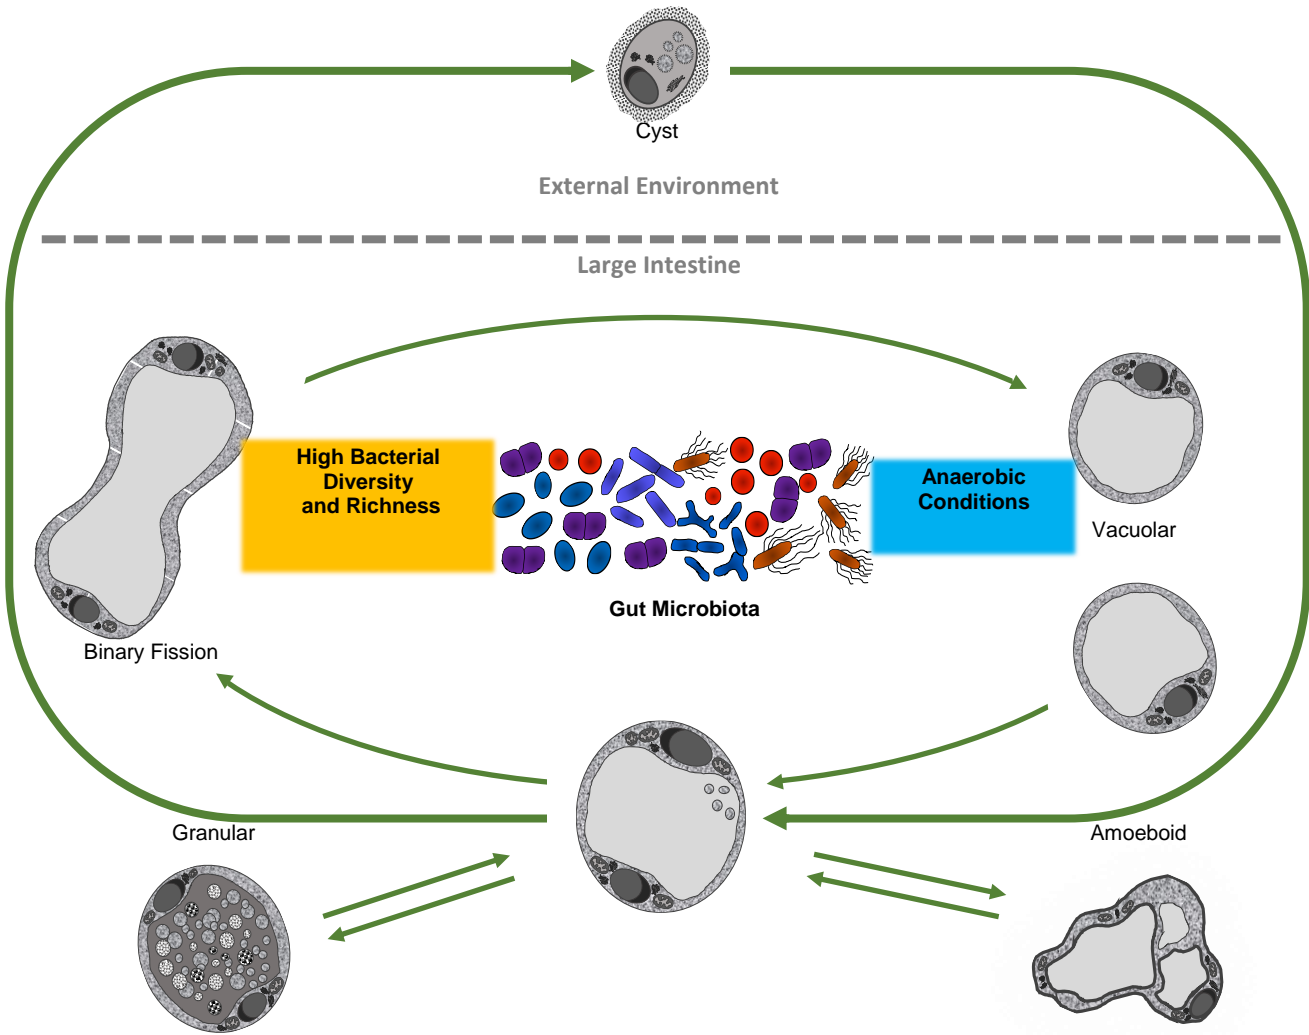 Cyst
External Environment
Large Intestine
High Bacterial
Diversity
and Richness
Anaerobic
Conditions
Vacuolar
Gut Microbiota
Binary Fission
Granular
Amoeboid